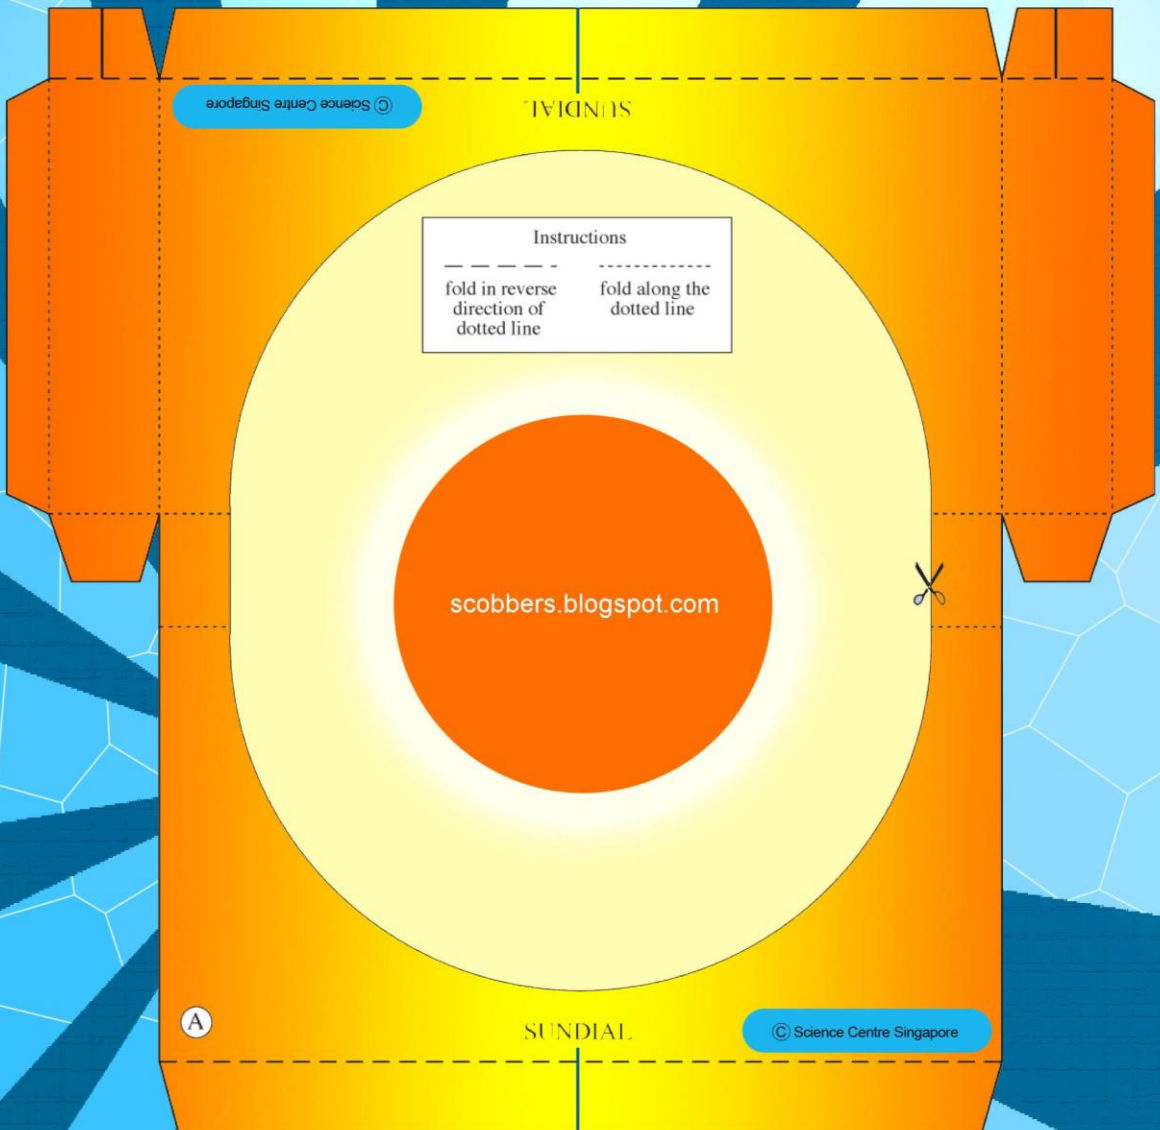 © Science Centre Singapore
SUNDIAL
Instructions
fold in reverse
direction of
dotted line
fold along the
dotted line
scobbers.blogspot.com
A
SUNDIAL
© Science Centre Singapore